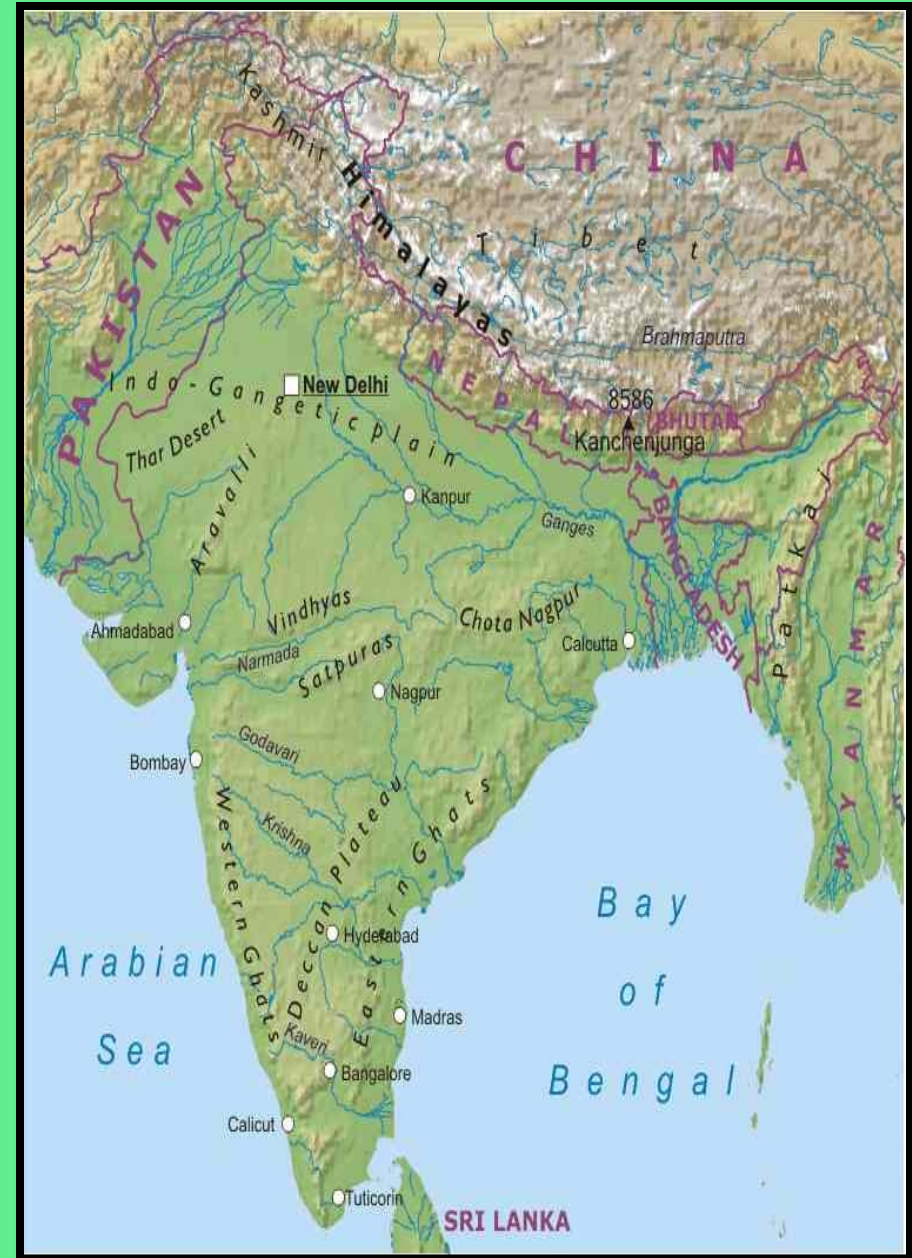 Kashmir
Himalayas
CHINA
Tibet
PAKISTAN
Brahmaputra
Indo-Gangetic plain
New Delhi
NEPAL
8586
BHUTAN
Kanchenjunga
Thar Desert
Aravalli
Kanpur
Ganges
BANGLADESH
Patkai
MYANMAR
Vindhyas
Chota Nagpur
Ahmadabad
Narmada
Satpuras
Calcutta
Nagpur
Godavari
Bombay
Western Ghats
Krishna
Deccan Plateau
Eastern Ghats
Hyderabad
Arabian
Sea
Bay
of
Bengal
Madras
Kaveri
Bangalore
Calicut
Tuticorin
SRI LANKA